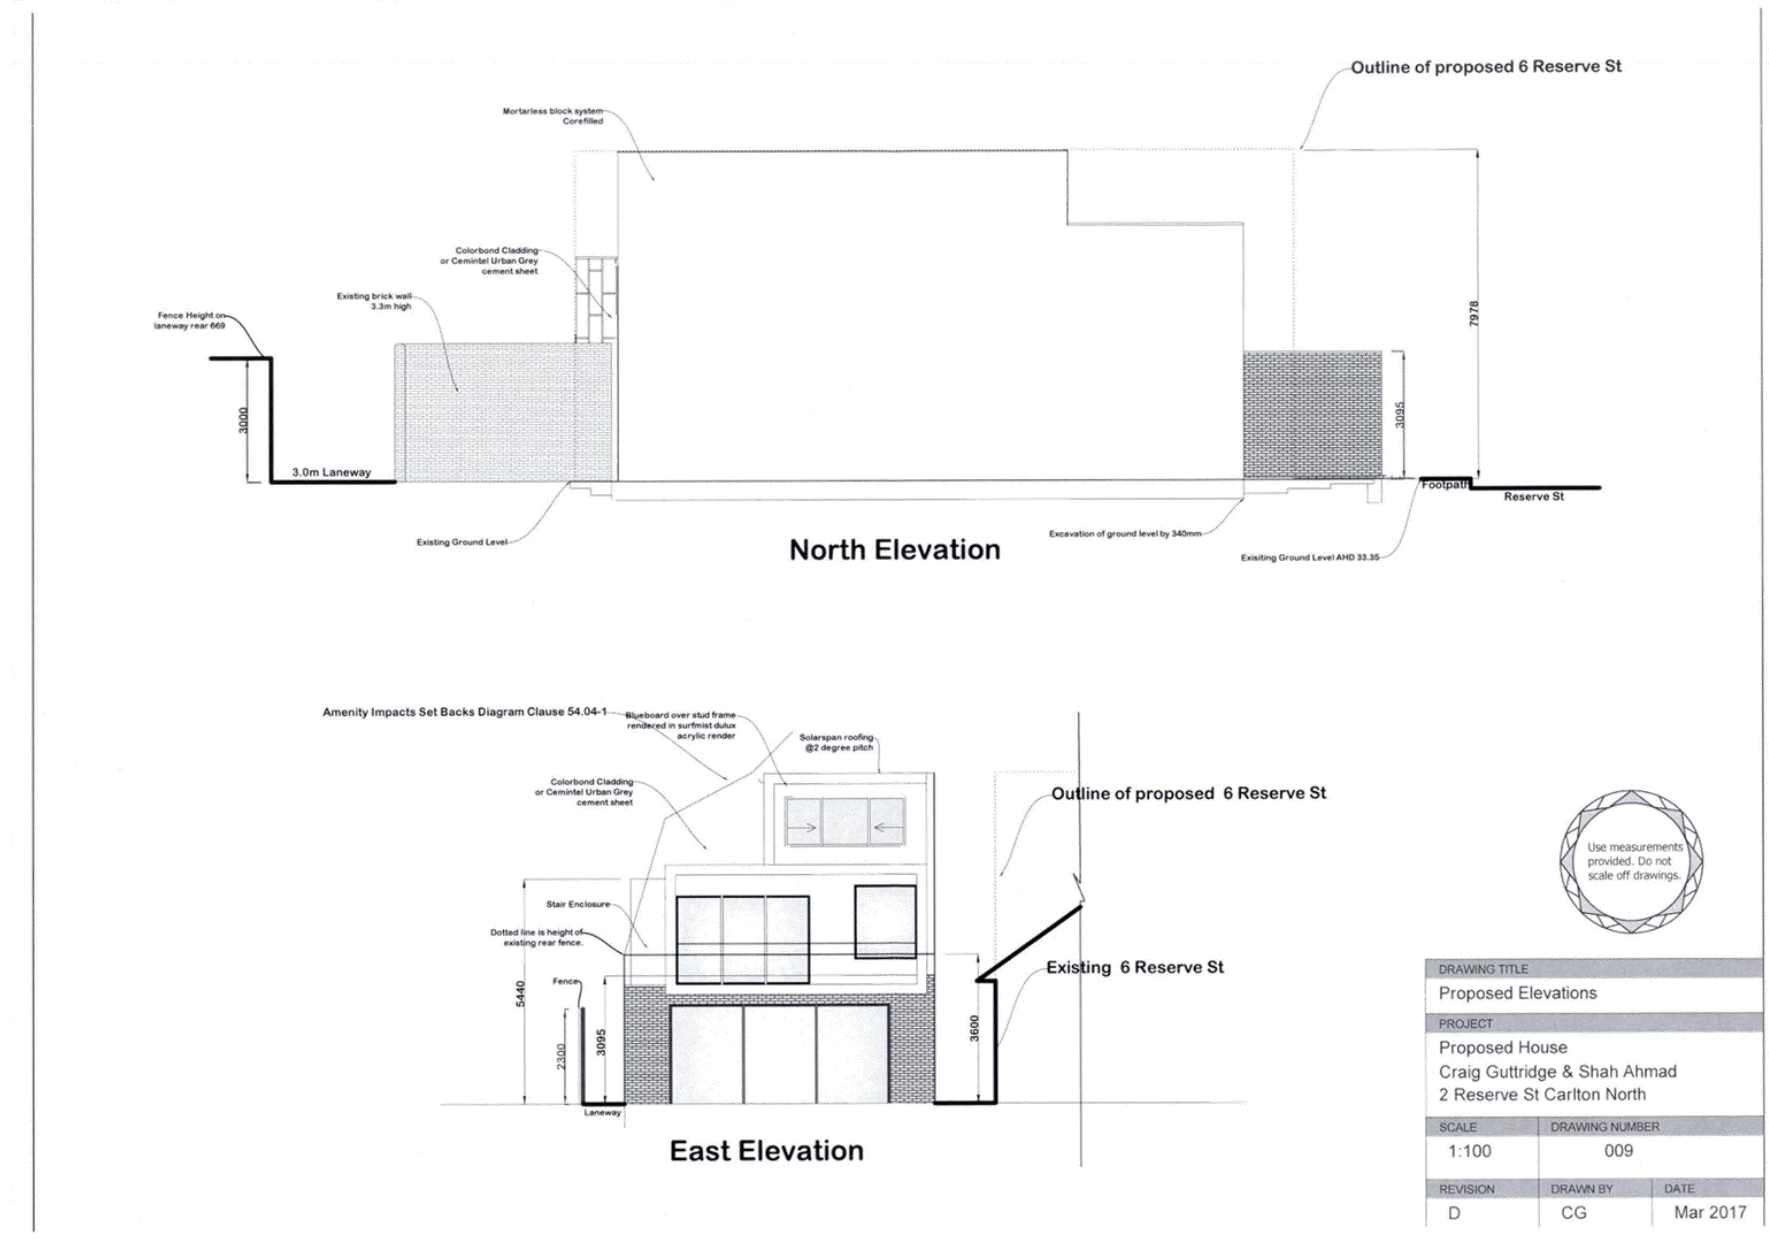 Outline of proposed 6 Reserve St
Mortarless block system
Corefilled
Colorbond Cladding
or Cemintel Urban Grey
cement sheet
Existing brick wall
3.3m high
Fence Height on
laneway rear 669
7978
3000
3095
3.0m Laneway
Footpath
Reserve St
Existing Ground Level
North Elevation
Excavation of ground level by 340mm
Exisiting Ground Level AHD 33.35
Amenity Impacts Set Backs Diagram Clause 54.04-1
Blueboard over stud frame
rendered in surfmist dulux
acrylic render
Solarspan roofing
@2 degree pitch
Colorbond Cladding
or Cemintel Urban Grey
cement sheet
Outline of proposed 6 Reserve St
Stair Enclosure
Dotted line is height of
existing rear fence.
Existing 6 Reserve St
Fence
5440
2300
3095
3600
Laneway
East Elevation
Use measurements
provided. Do not
scale off drawings.
DRAWING TITLE
Proposed Elevations
PROJECT
Proposed House
Craig Guttridge & Shah Ahmad
2 Reserve St Carlton North
SCALE DRAWING NUMBER
1:100 009
REVISION DRAWN BY DATE
D CG Mar 2017